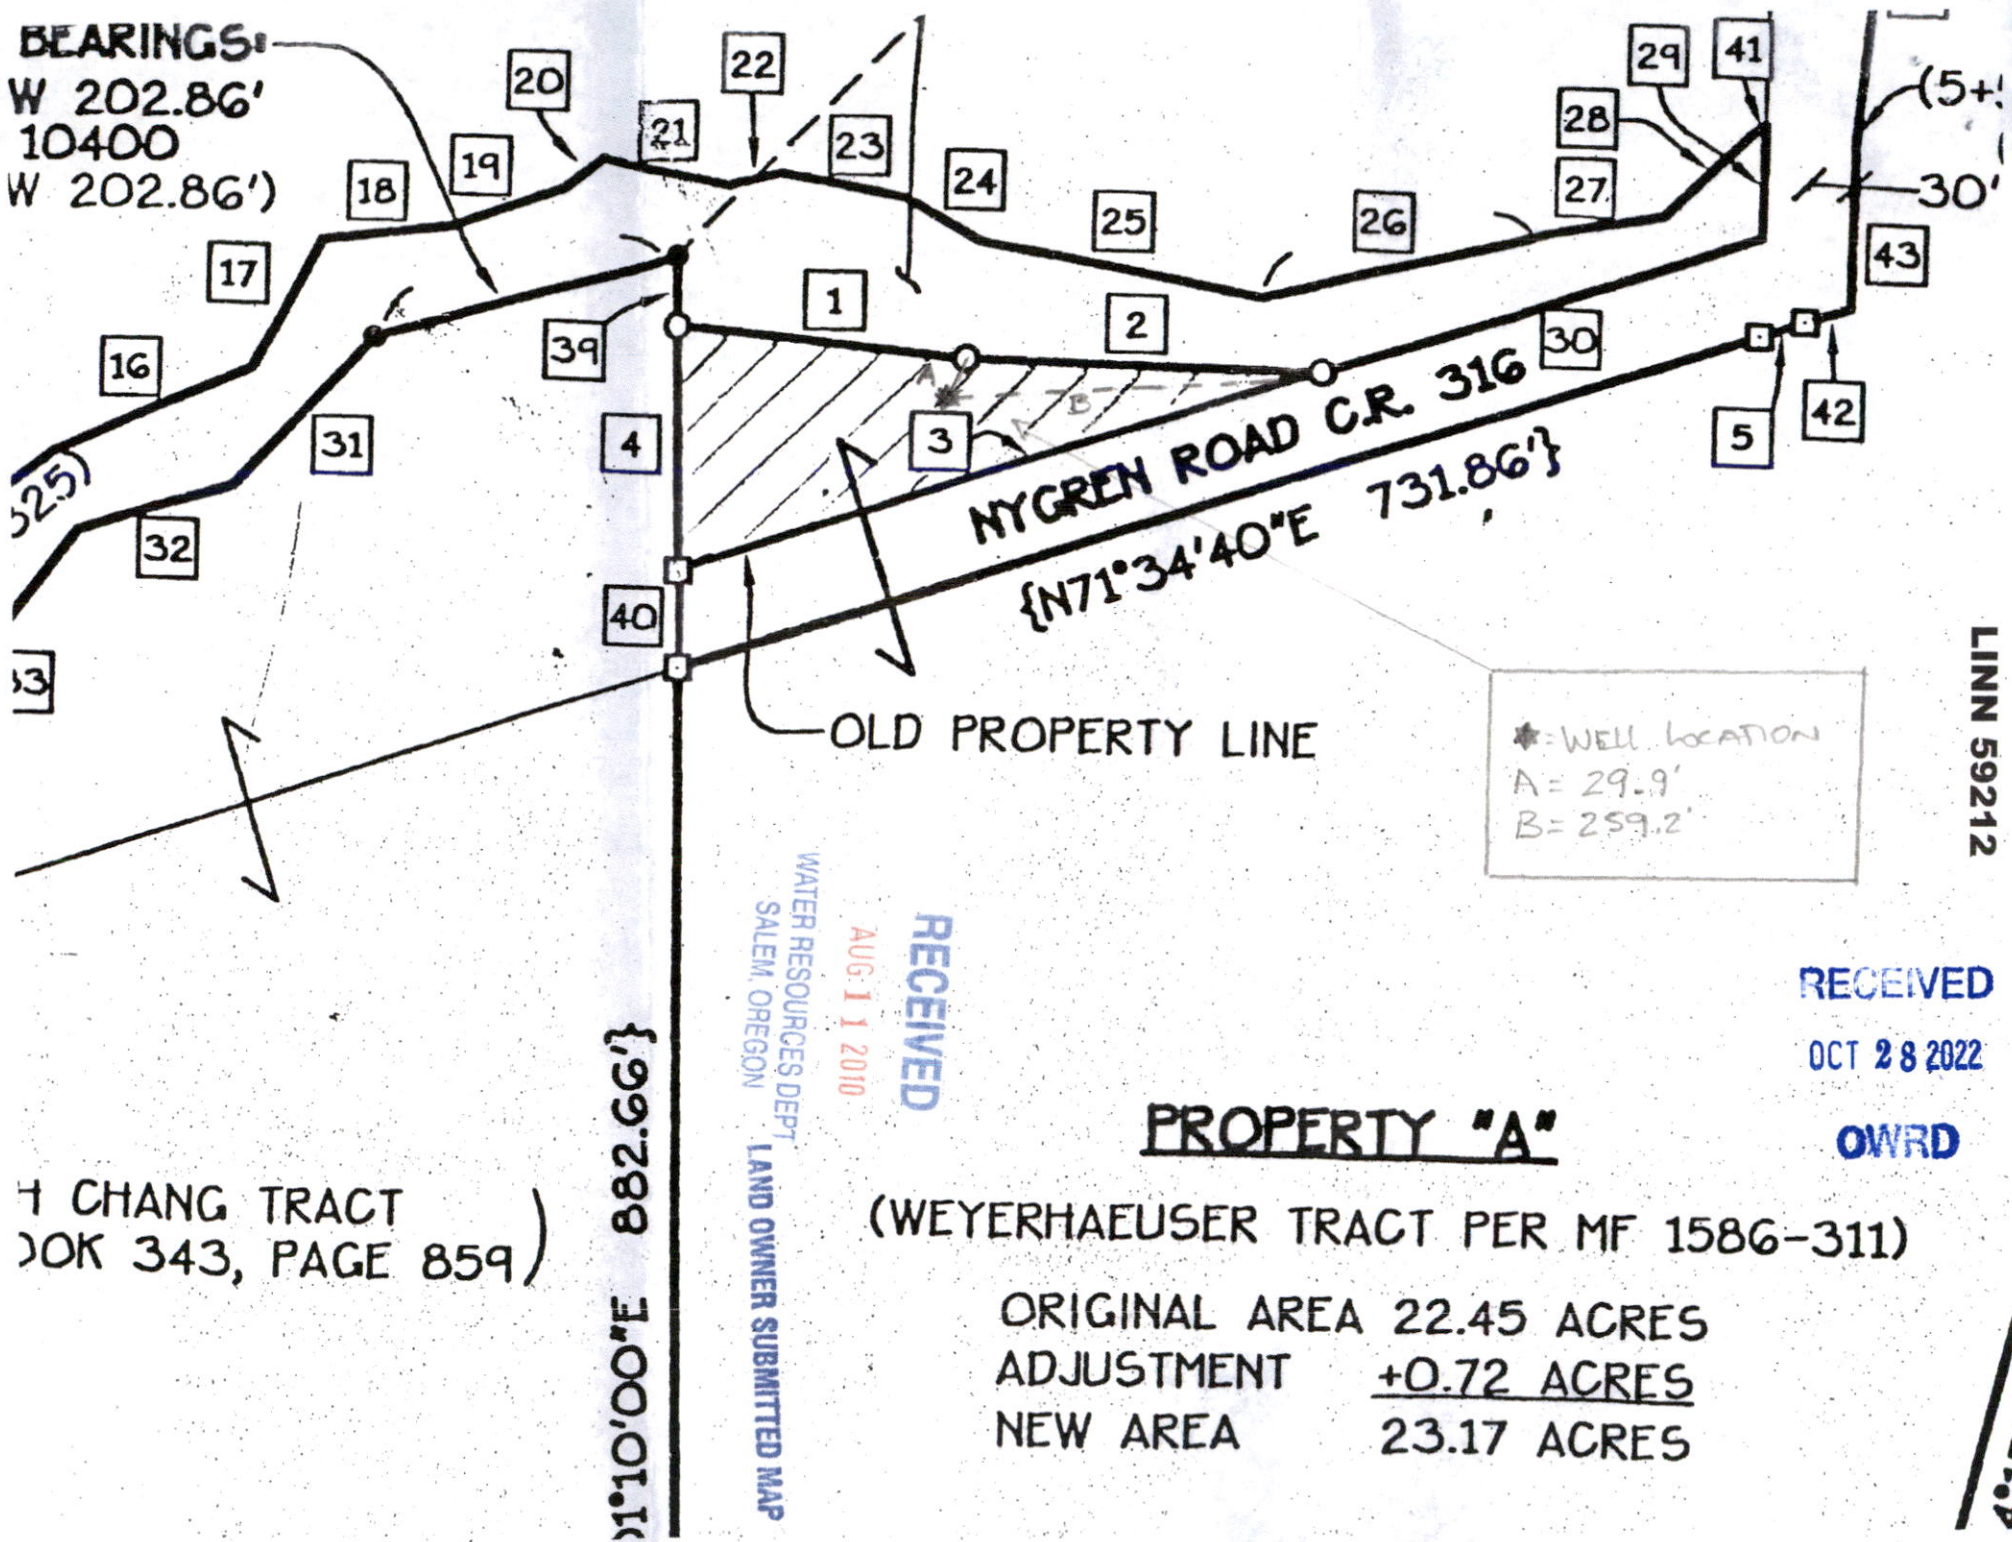 BEARINGS:
W 202.86'
10400
W 202.86')
20
22
21
23
19
18
24
25
26
29
41
28
27
(5+
30'
17
43
1
2
16
39
30
A
B
31
4
3
NYGREN ROAD C.R. 316
5
42
32
{N71°34'40"E 731.86'}
40
OLD PROPERTY LINE
*=WELL LOCATION
A= 29.9'
B= 259.2'
LINN 59212
RECEIVED
AUG 11 2010
WATER RESOURCES DEPT
SALEM, OREGON
LAND OWNER SUBMITTED MAP
RECEIVED
OCT 28 2022
OWRD
1°10'00"E 882.66'}
PROPERTY "A"
(WEYERHAEUSER TRACT PER MF 1586-311)
H CHANG TRACT
OOK 343, PAGE 859)
ORIGINAL AREA 22.45 ACRES
ADJUSTMENT +0.72 ACRES
NEW AREA 23.17 ACRES